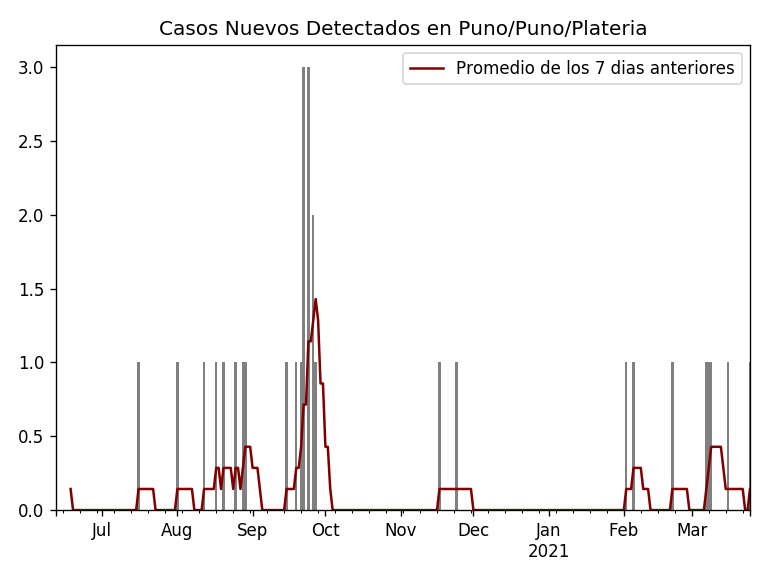 Casos Nuevos Detectados en Puno/Puno/Plateria
Promedio de los 7 dias anteriores
3.0
2.5
2.0
1.5
1.0
0.5
0.0
Jul Aug Sep Oct Nov Dec Jan Feb Mar
2021